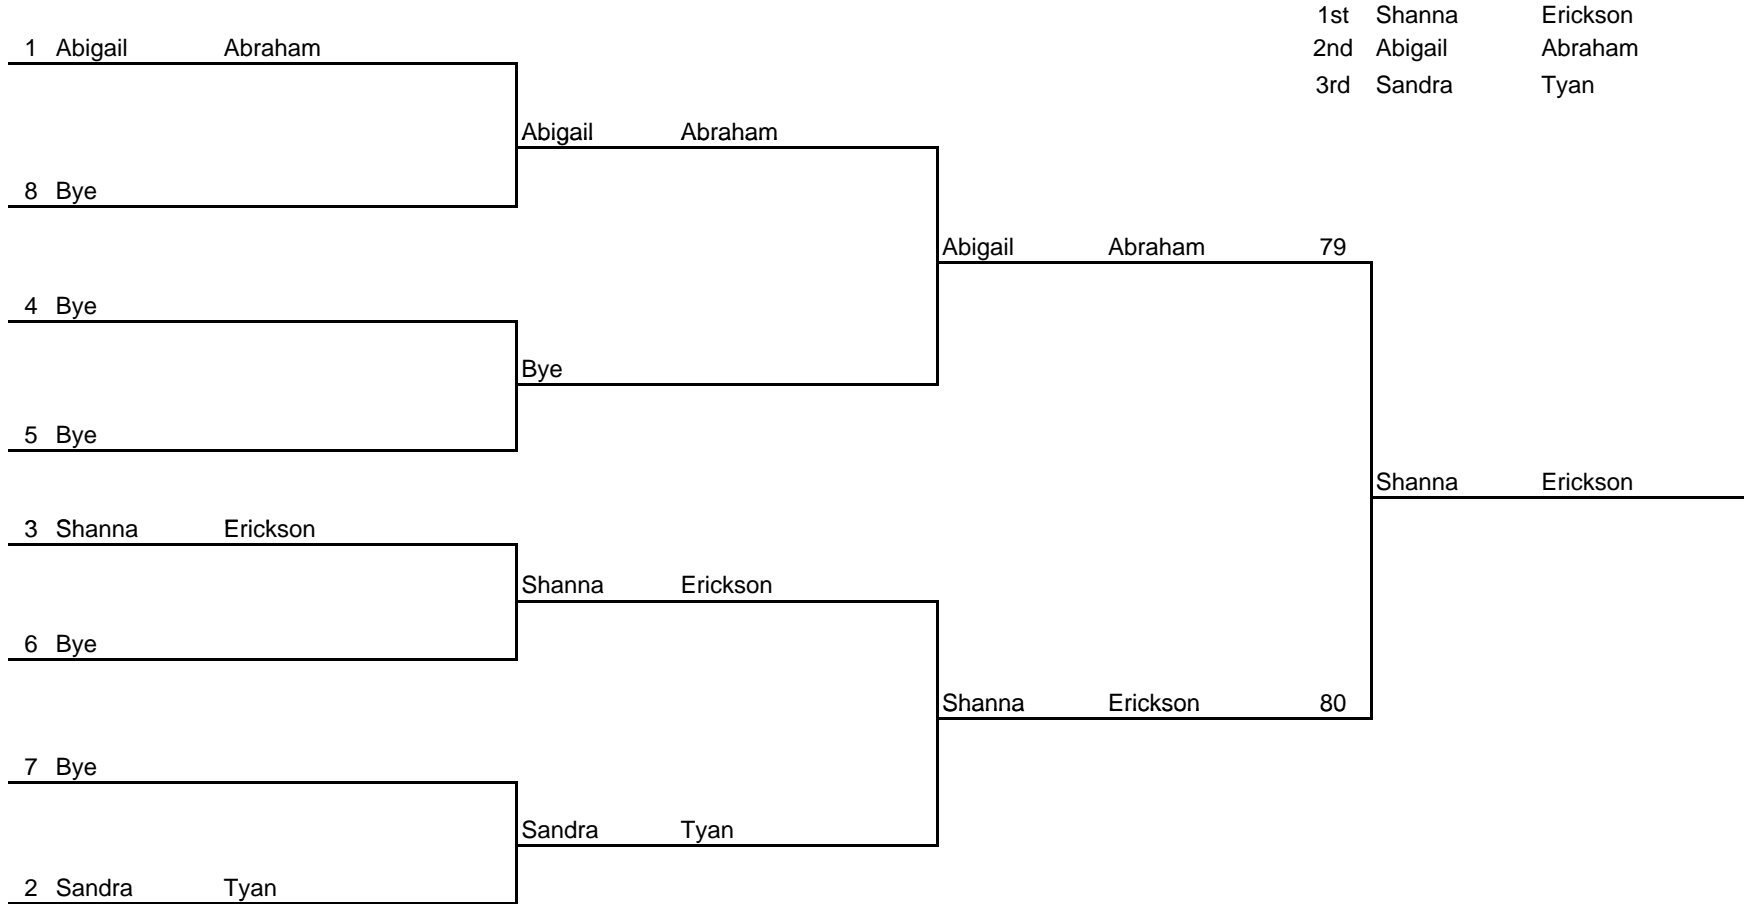 1st Shanna Erickson
1 Abigail Abraham
2nd Abigail Abraham
3rd Sandra Tyan
Abigail Abraham
8 Bye
Abigail Abraham 79
4 Bye
Bye
5 Bye
Shanna Erickson
3 Shanna Erickson
Shanna Erickson
6 Bye
Shanna Erickson 80
7 Bye
Sandra Tyan
2 Sandra Tyan